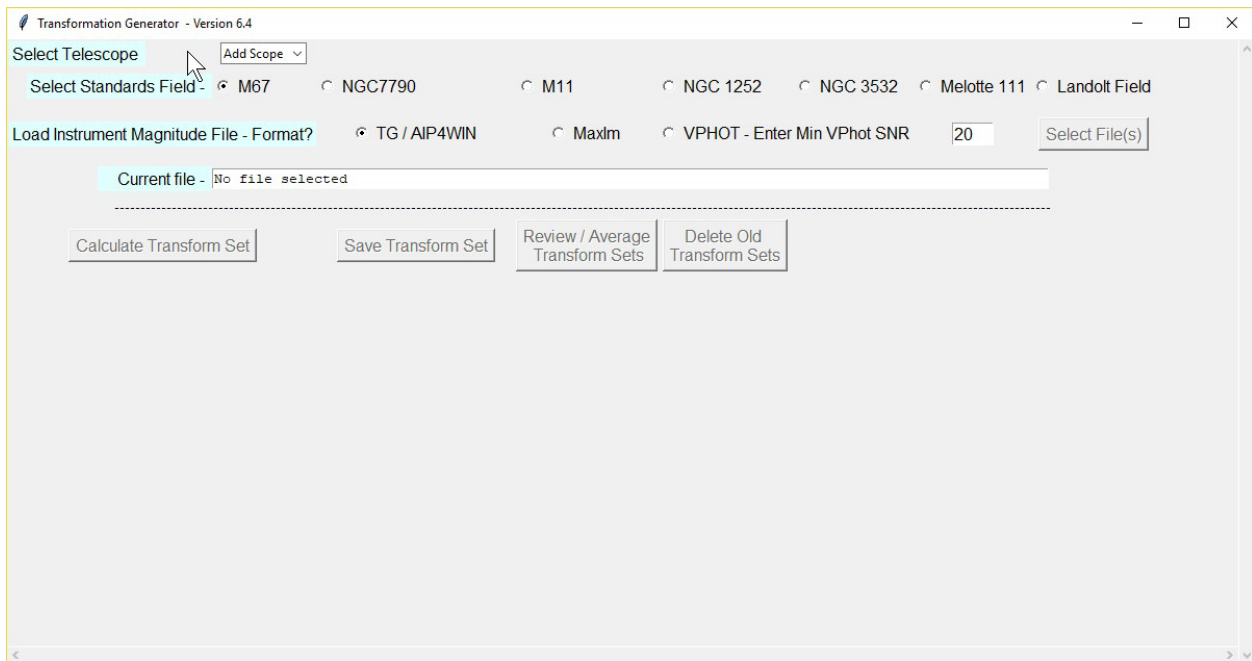 Transformation Generator - Version 6.4
Select Telescope Add Scope
Select Standards Field - M67 NGC7790 M11 NGC 1252 NGC 3532 Melotte 111 Landolt Field
Load Instrument Magnitude File - Format? TG / AIP4WIN MaxIm VPHOT - Enter Min VPhot SNR 20 Select File(s)
Current file - No file selected
Calculate Transform Set Save Transform Set Review / Average Transform Sets Delete Old Transform Sets